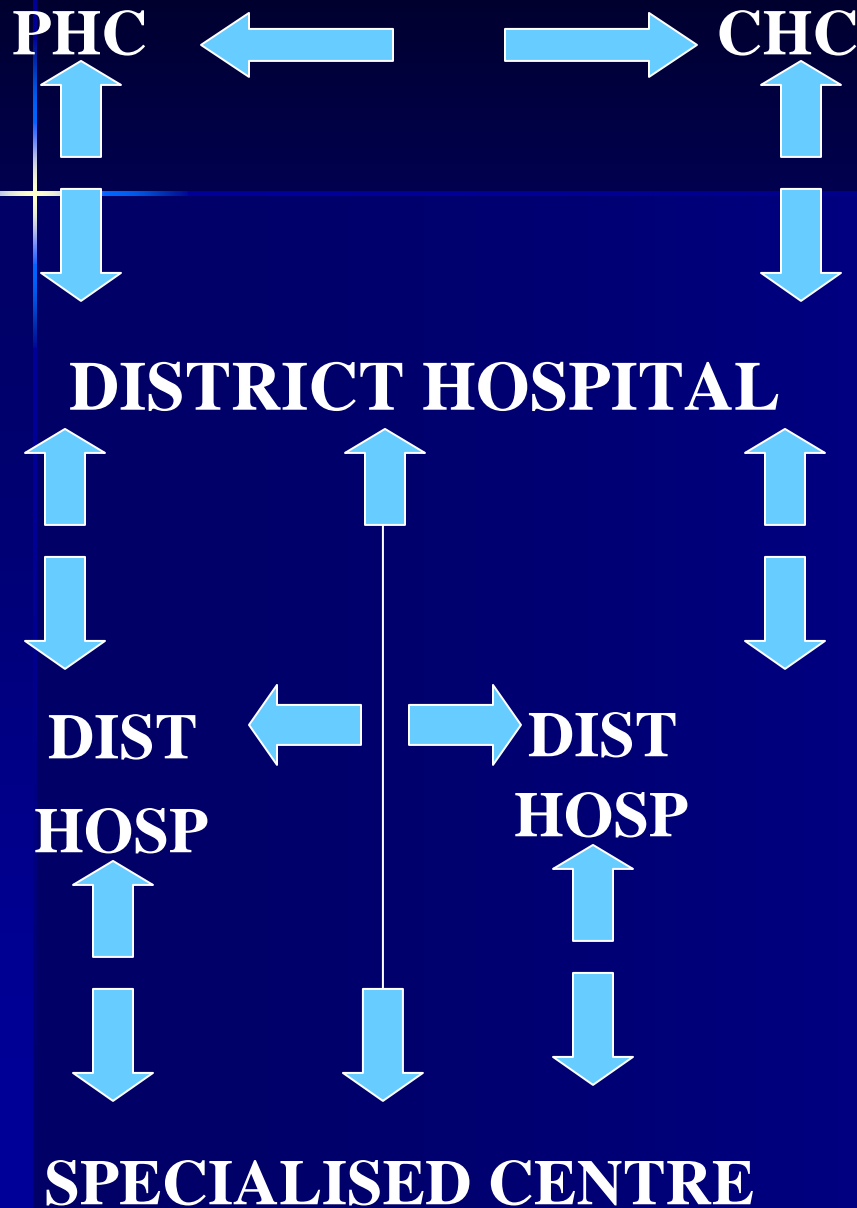 PHC CHC
DISTRICT HOSPITAL
DIST DIST
HOSP HOSP
SPECIALISED CENTRE